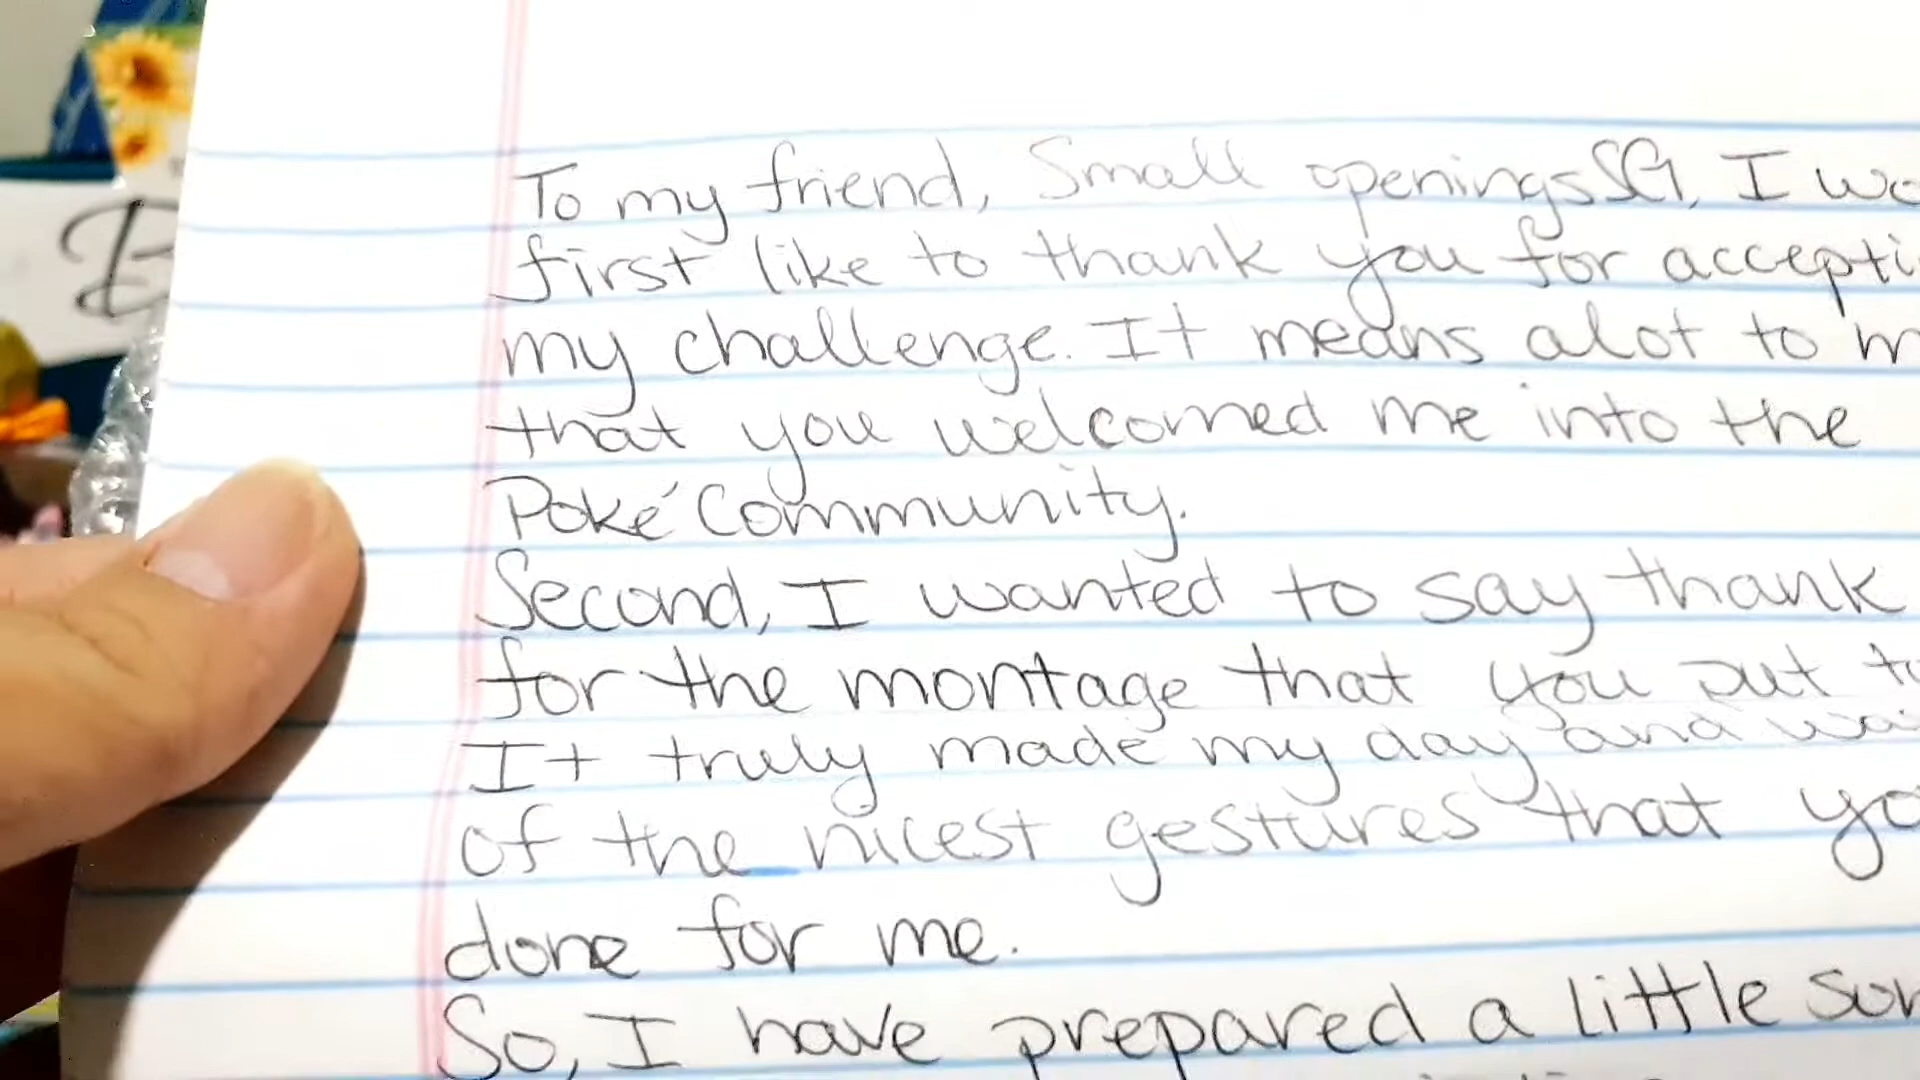 To my friend, Small openingsSG, I wo
first like to thank you for accepti
my challenge. It means alot to m
that you welcomed me into the
Poké Community.
Second, I wanted to say thank
for the montage that you put to
It truly made my day and was
of the nicest gestures that yo
done for me.
So, I have prepared a little sur